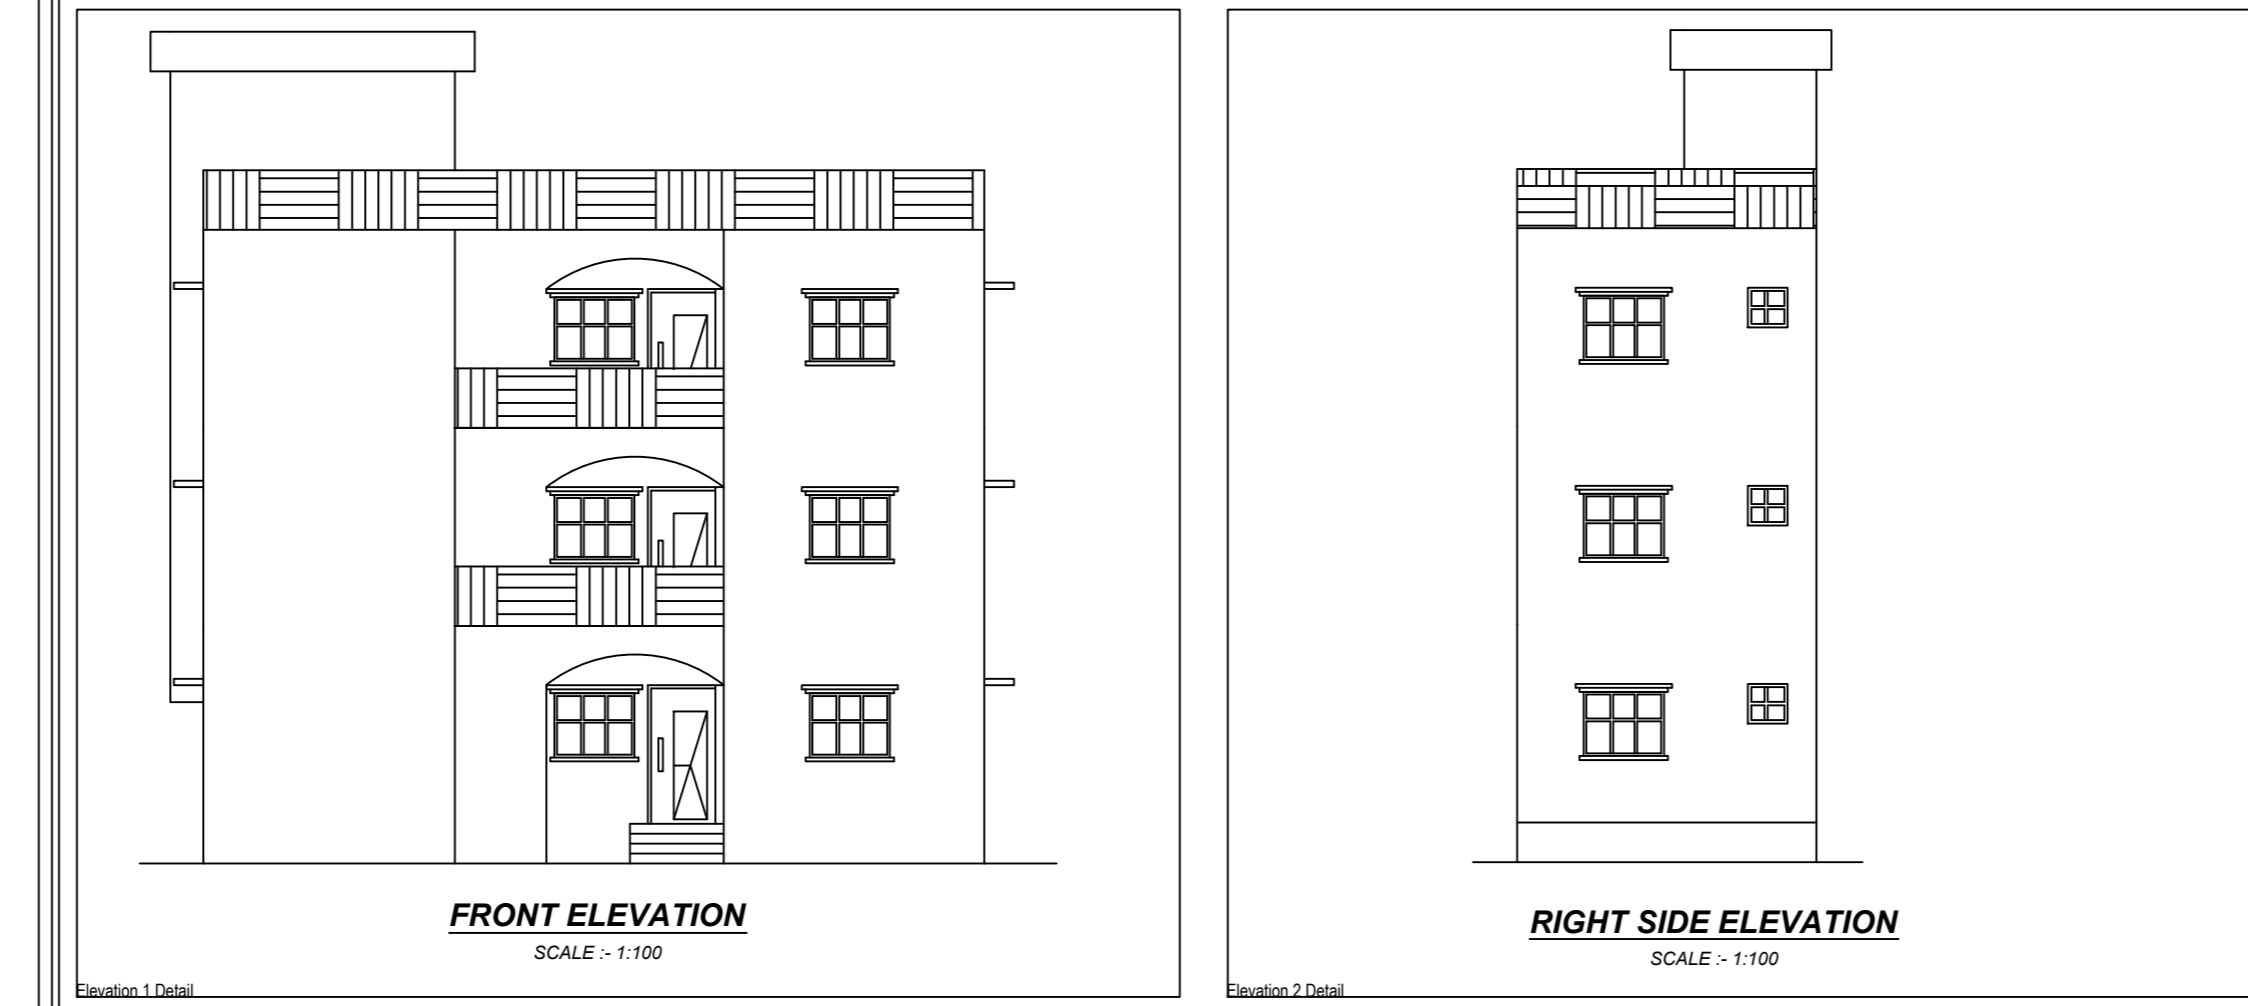 FRONT ELEVATION
SCALE :- 1:100
Elevation 1 Detail
RIGHT SIDE ELEVATION
SCALE :- 1:100
Elevation 2 Detail